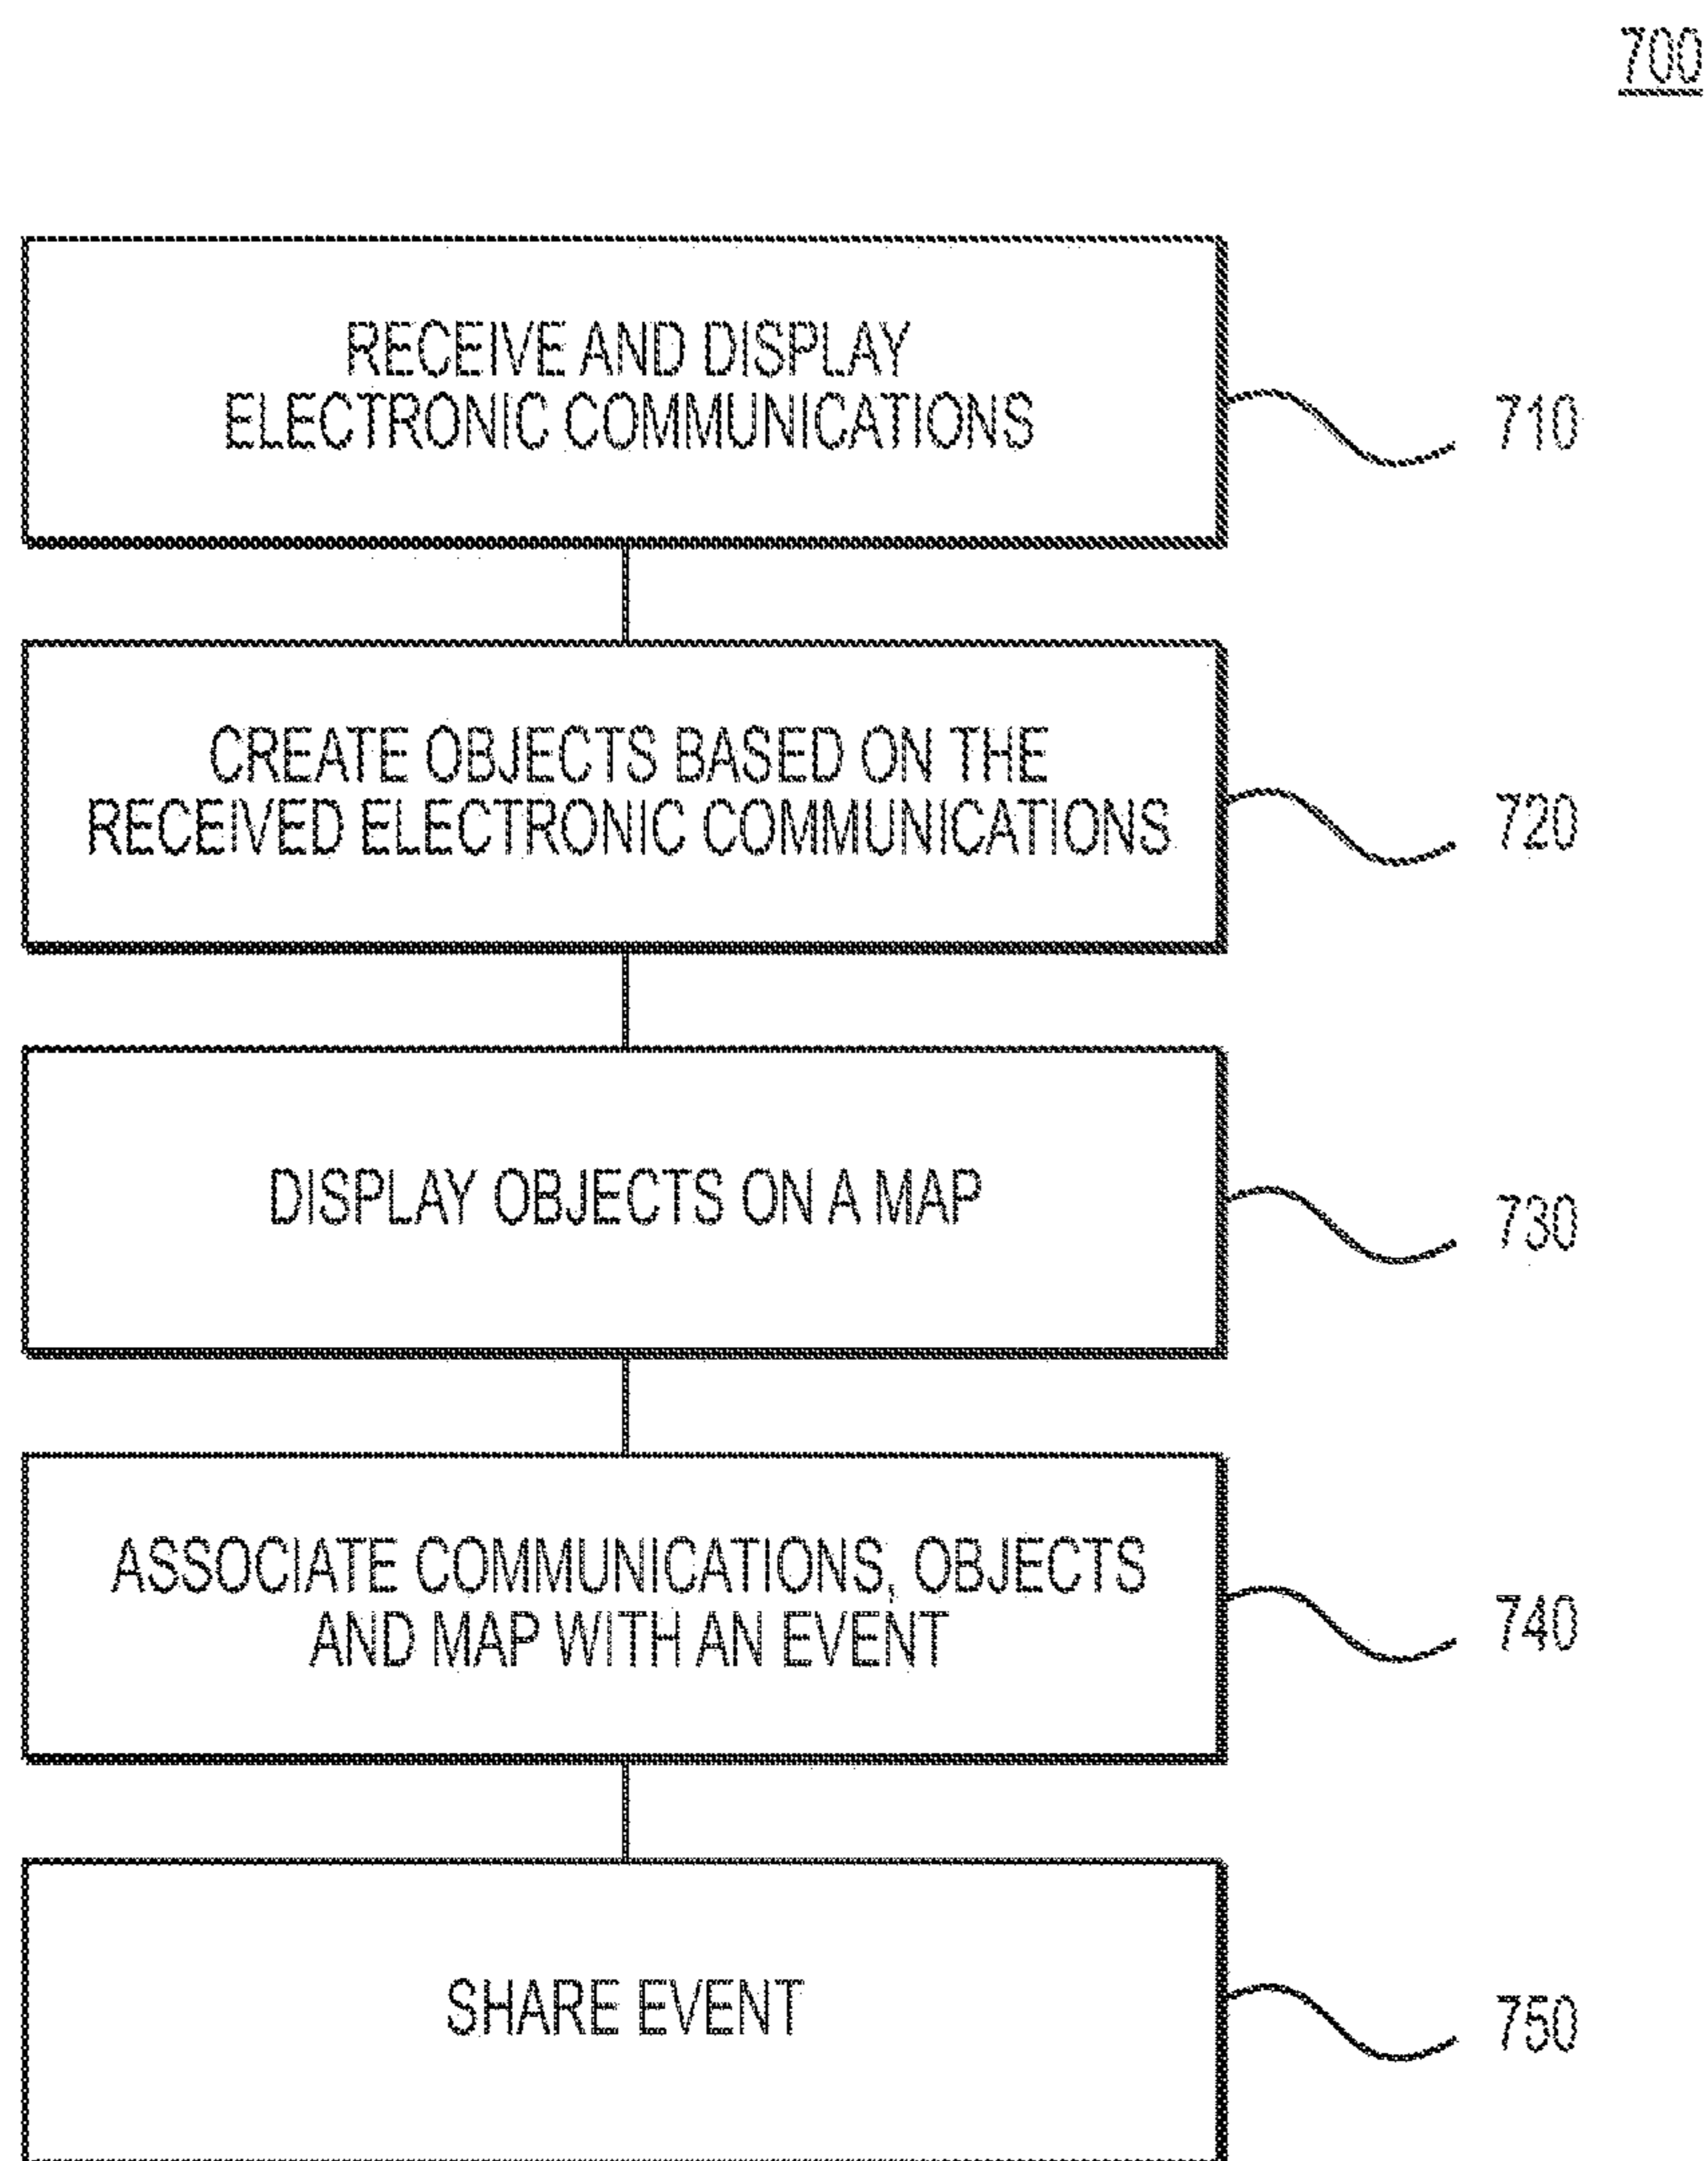 700
RECEIVE AND DISPLAY
ELECTRONIC COMMUNICATIONS
710
CREATE OBJECTS BASED ON THE
RECEIVED ELECTRONIC COMMUNICATIONS
720
DISPLAY OBJECTS ON A MAP
730
ASSOCIATE COMMUNICATIONS, OBJECTS
AND MAP WITH AN EVENT
740
SHARE EVENT
750